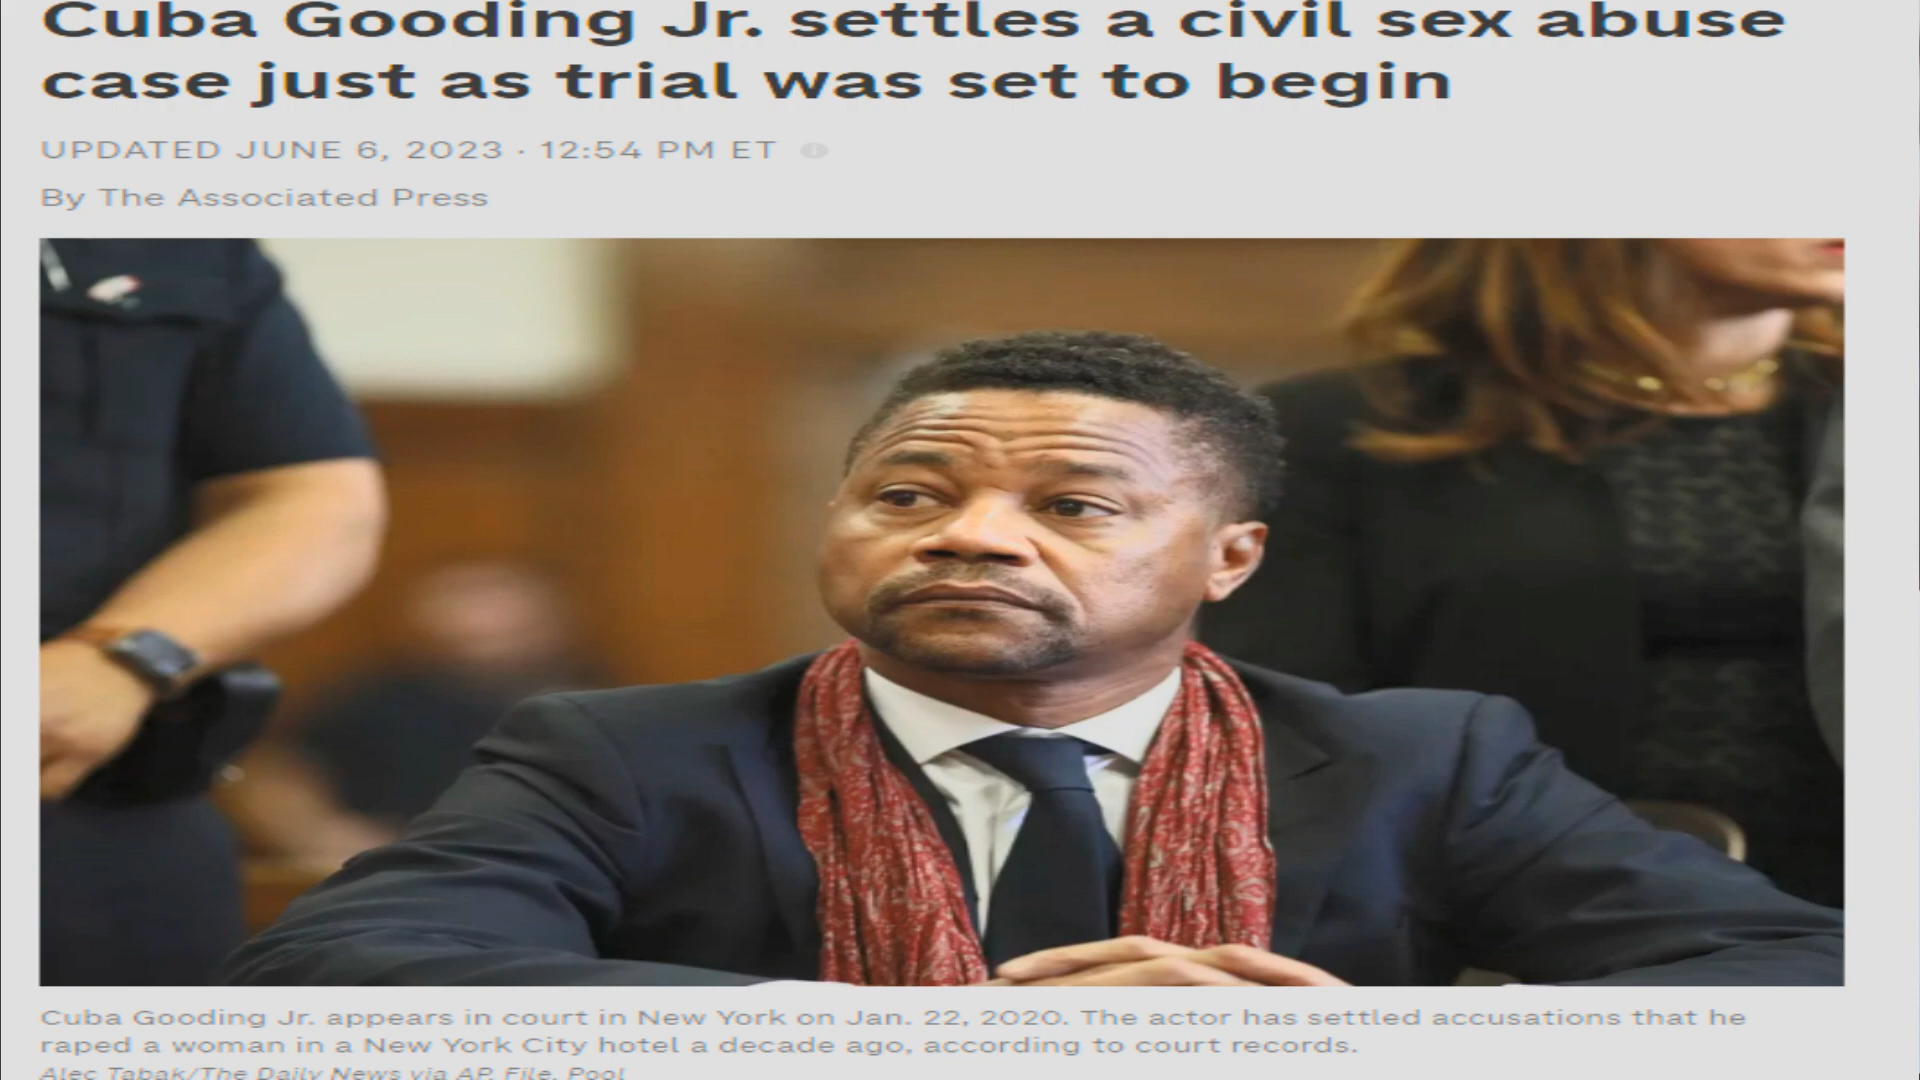 Cuba Gooding Jr. settles a civil sex abuse
case just as trial was set to begin
UPDATED JUNE 6, 2023 · 12:54 PM ET
By The Associated Press
Cuba Gooding Jr. appears in court in New York on Jan. 22, 2020. The actor has settled accusations that he
raped a woman in a New York City hotel a decade ago, according to court records.
Alec Tabak/The Daily News via AP, File, Pool